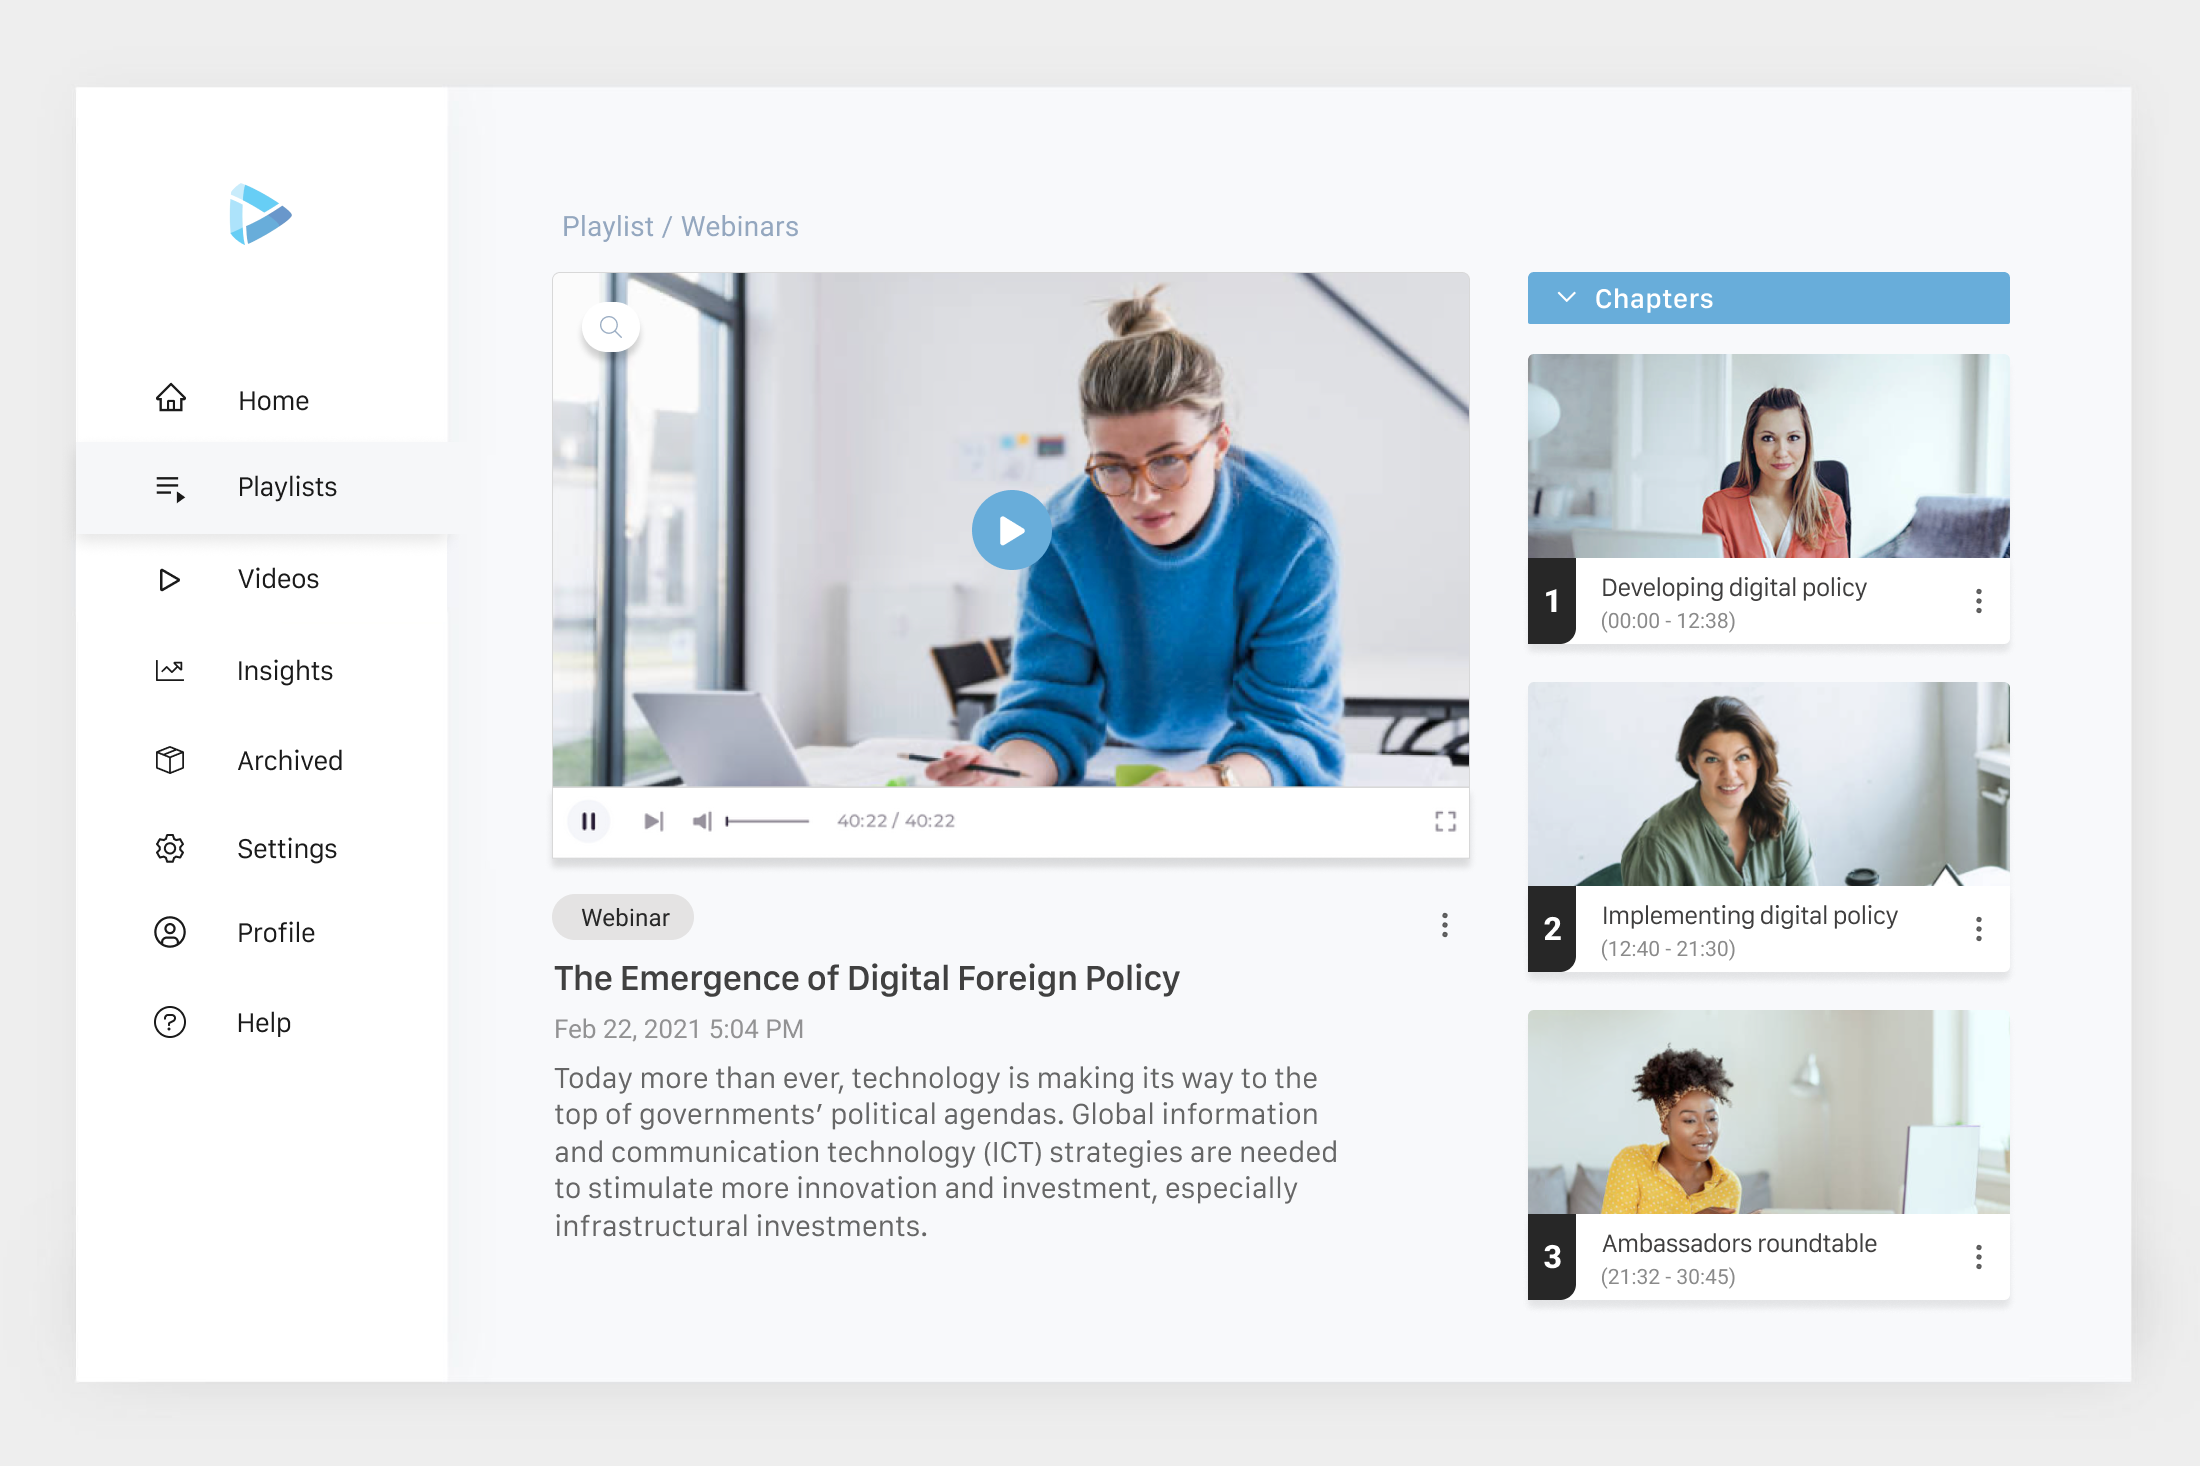 Home
Playlists
Videos
Insights
Archived
Settings
Profile
Help
Playlist / Webinars
40:22 / 40:22
Webinar
The Emergence of Digital Foreign Policy
Feb 22, 2021 5:04 PM
Today more than ever, technology is making its way to the
top of governments’ political agendas. Global information
and communication technology (ICT) strategies are needed
to stimulate more innovation and investment, especially
infrastructural investments.
Chapters
1
Developing digital policy
(00:00 - 12:38)
2
Implementing digital policy
(12:40 - 21:30)
3
Ambassadors roundtable
(21:32 - 30:45)